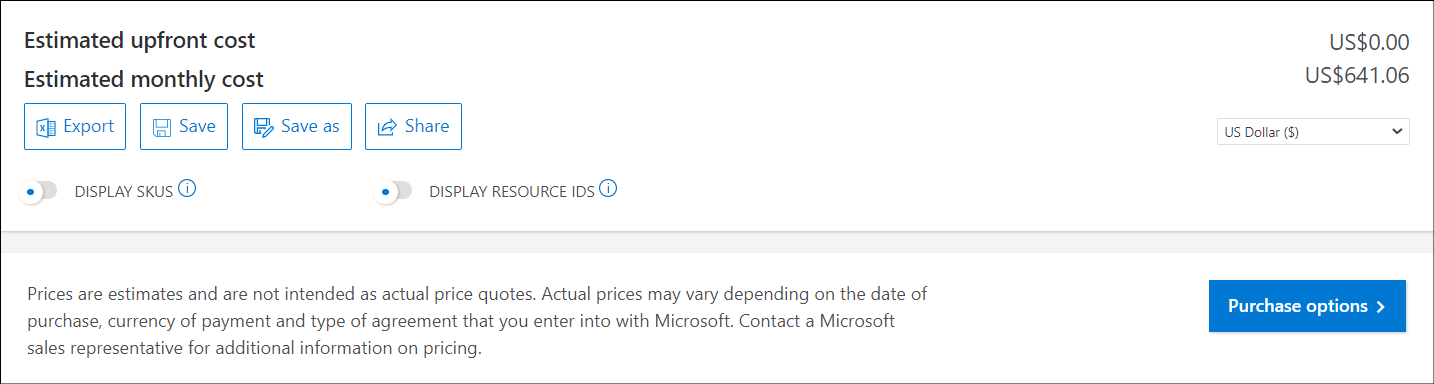 Estimated upfront cost US$0.00
Estimated monthly cost US$641.06
Export Save Save as Share
US Dollar ($)
DISPLAY SKUS DISPLAY RESOURCE IDS
Prices are estimates and are not intended as actual price quotes. Actual prices may vary depending on the date of
purchase, currency of payment and type of agreement that you enter into with Microsoft. Contact a Microsoft
sales representative for additional information on pricing.
Purchase options